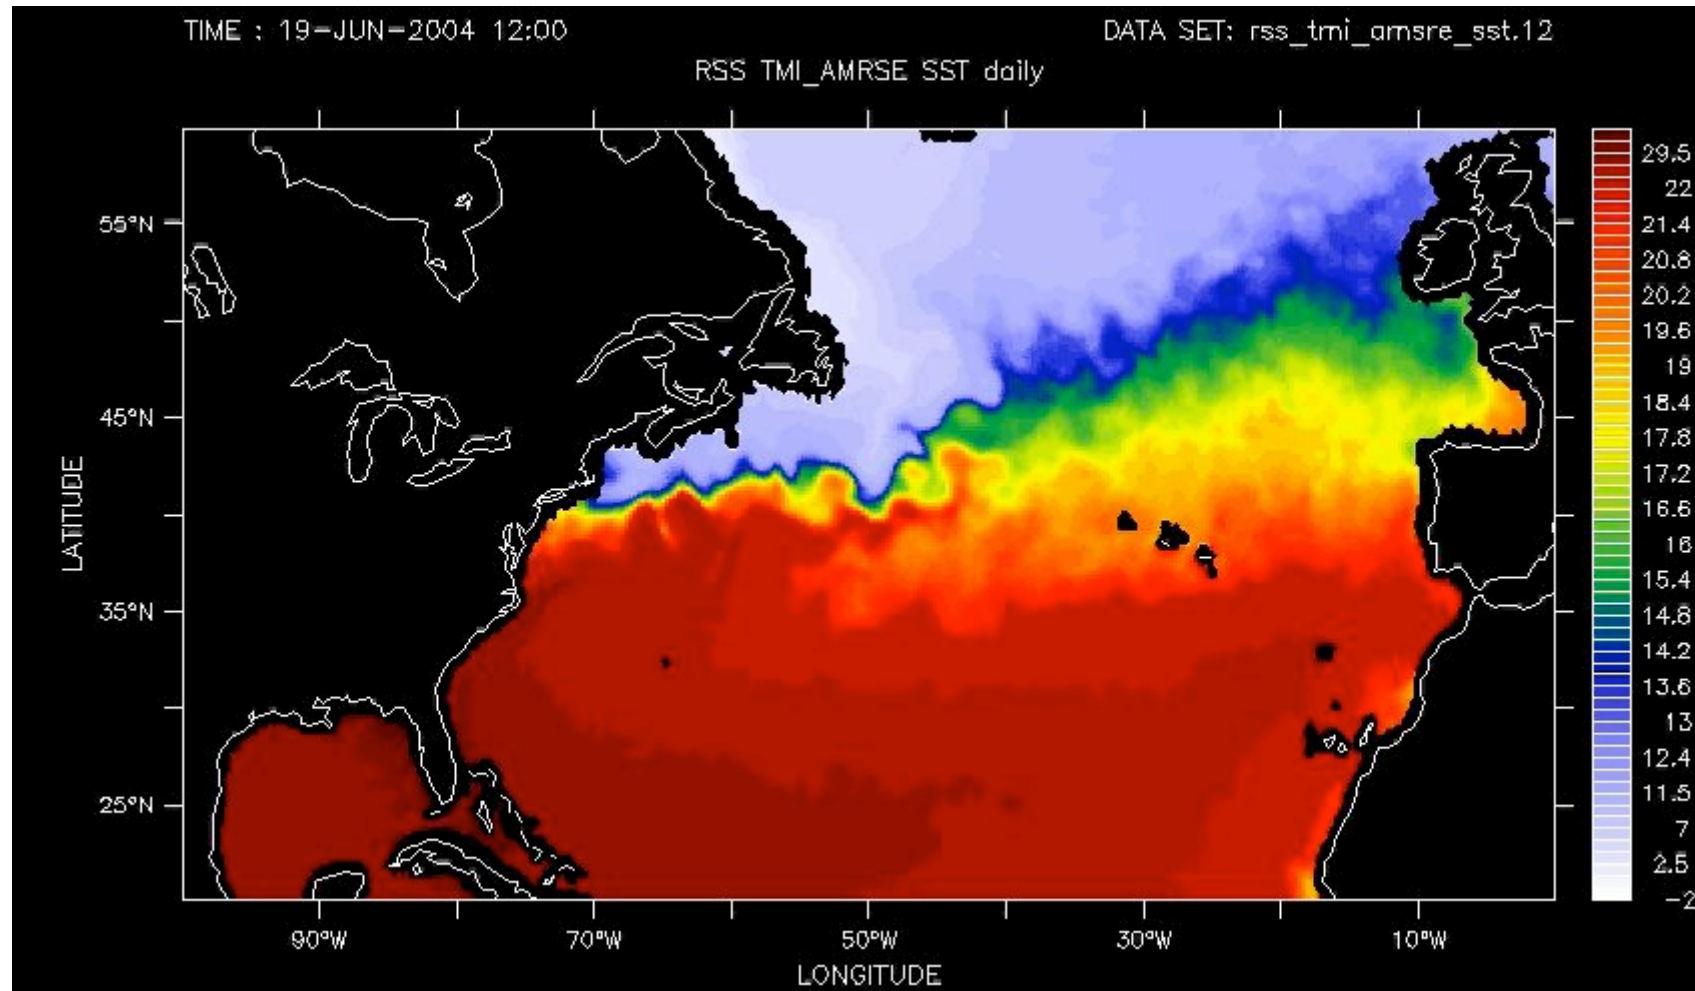 TIME : 19-JUN-2004 12:00
DATA SET: rss_tmi_amsre_sst.12
RSS TMI_AMRSE SST daily
55°N
45°N
35°N
25°N
LATITUDE
90°W
70°W
50°W
30°W
10°W
LONGITUDE
29.5
22
21.4
20.8
20.2
19.6
19
18.4
17.8
17.2
16.6
16
15.4
14.8
14.2
13.6
13
12.4
11.5
7
2.5
-2